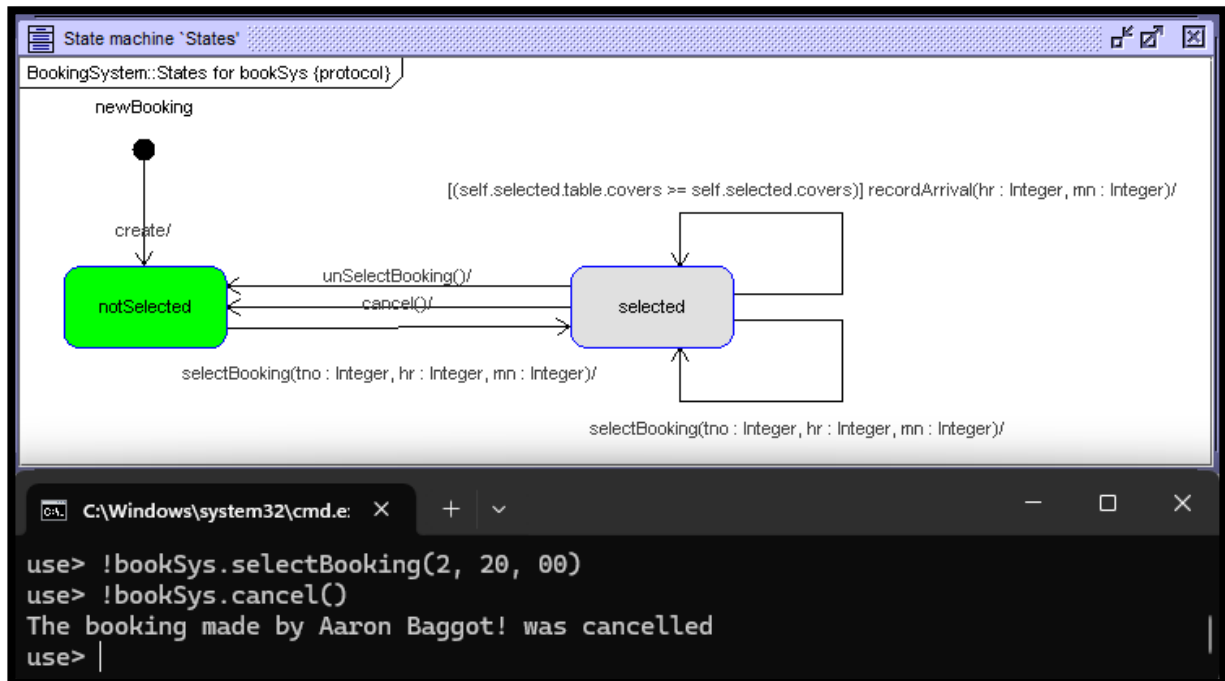 State machine `States'
BookingSystem::States for bookSys {protocol}
newBooking
[(self.selected.table.covers >= self.selected.covers)] recordArrival(hr : Integer, mn : Integer)/
create/
unSelectBooking()/
notSelected
cancel()/
selected
selectBooking(tno : Integer, hr : Integer, mn : Integer)/
selectBooking(tno : Integer, hr : Integer, mn : Integer)/
C:\Windows\system32\cmd.e:
use> !bookSys.selectBooking(2, 20, 00)
use> !bookSys.cancel()
The booking made by Aaron Baggot! was cancelled
use>